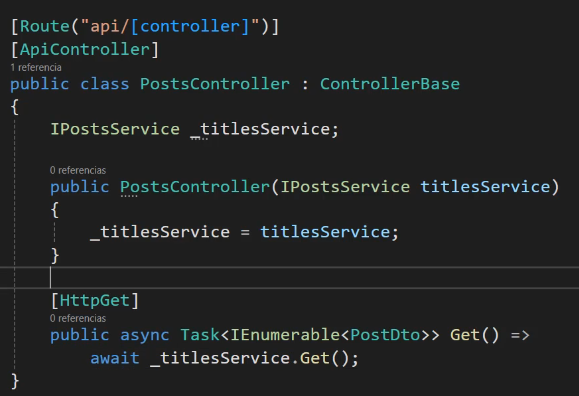 [Route("api/[controller]")]
[ApiController]
1 referencia
public class PostsController : ControllerBase
{
IPostsService _titlesService;
0 referencias
public PostsController(IPostsService titlesService)
{
_titlesService = titlesService;
}
[HttpGet]
0 referencias
public async Task<IEnumerable<PostDto>> Get() =>
await _titlesService.Get();
}